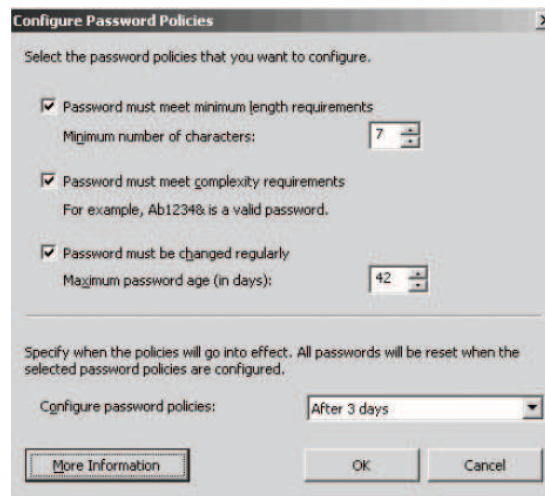 Configure Password Policies
Select the password policies that you want to configure.
Password must meet minimum length requirements
Minimum number of characters:
7
Password must meet complexity requirements
For example, Ab1234& is a valid password.
Password must be changed regularly
Maximum password age (in days):
42
Specify when the policies will go into effect. All passwords will be reset when the
selected password policies are configured.
Configure password policies:
After 3 days
More Information
OK
Cancel